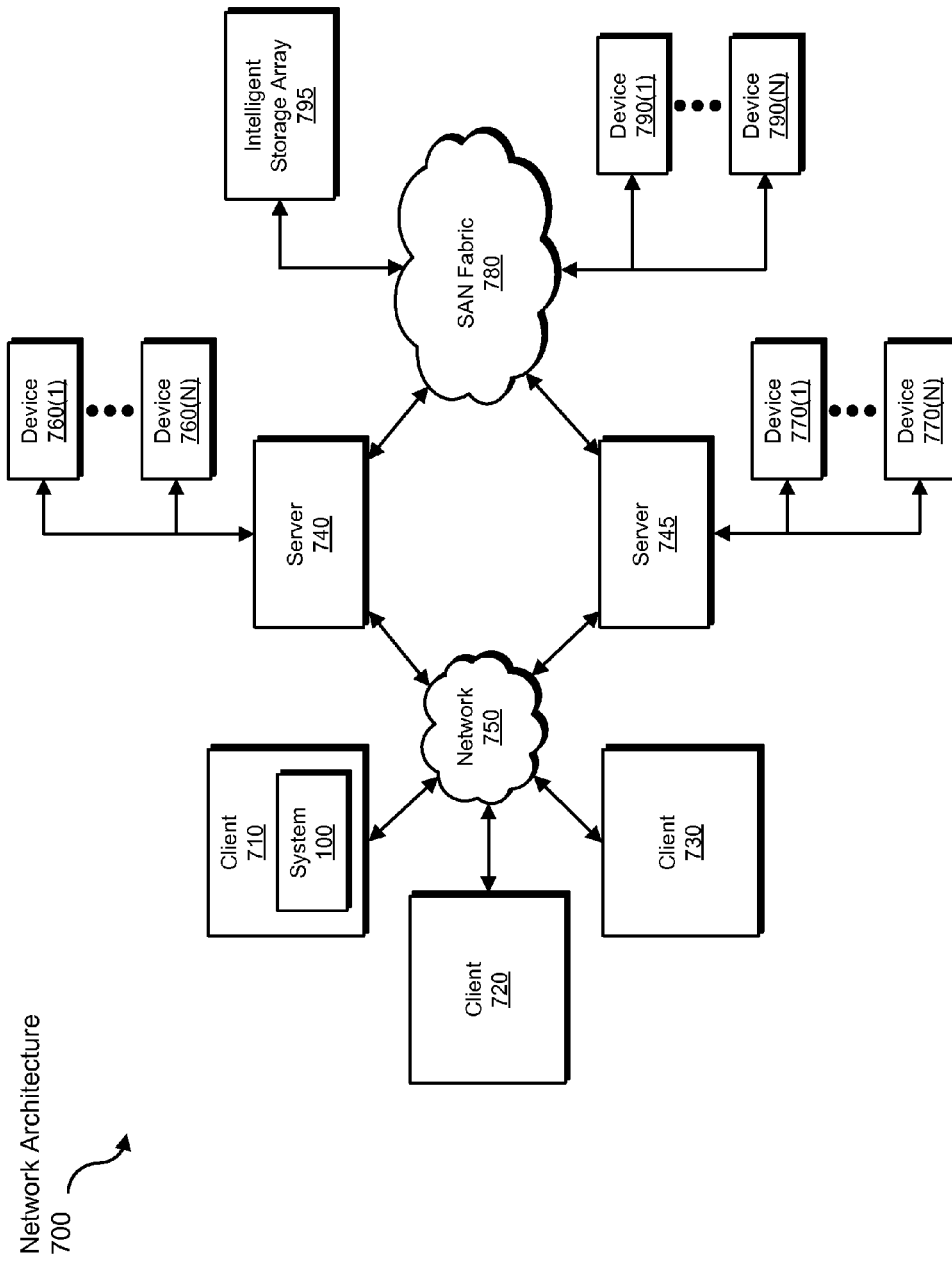 Network Architecture
700
Client
710
System
100
Client
720
Client
730
Network
750
Server
740
Server
745
Device
760(1)
Device
760(N)
Device
770(1)
Device
770(N)
SAN Fabric
780
Intelligent
Storage Array
795
Device
790(1)
Device
790(N)